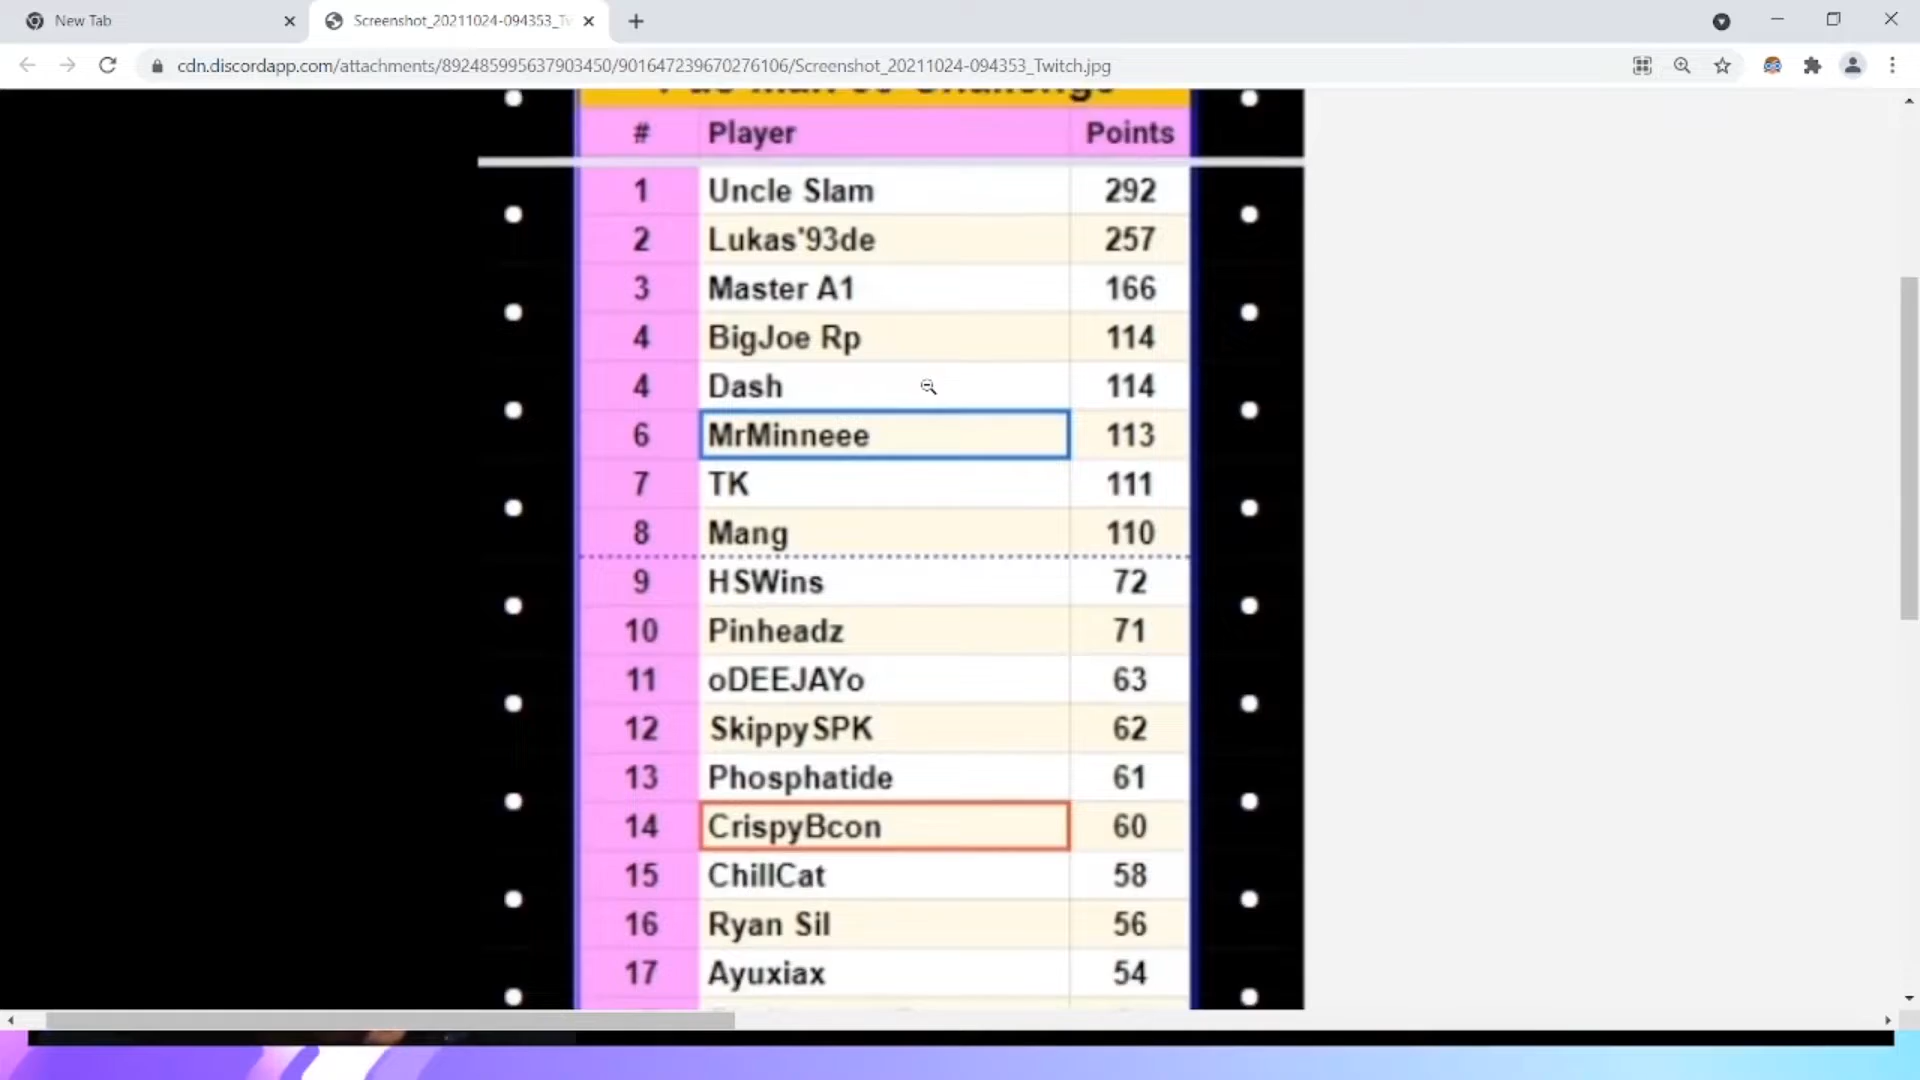 New Tab
Screenshot_20211024-094353_Tw
cdn.discordapp.com/attachments/892485995637903450/901647239670276106/Screenshot_20211024-094353_Twitch.jpg
# Player Points
1 Uncle Slam 292
2 Lukas'93de 257
3 Master A1 166
4 BigJoe Rp 114
4 Dash 114
6 MrMinneee 113
7 TK 111
8 Mang 110
9 HSWins 72
10 Pinheadz 71
11 oDEEJAYo 63
12 SkippySPK 62
13 Phosphatide 61
14 CrispyBcon 60
15 ChillCat 58
16 Ryan Sil 56
17 Ayuxiax 54